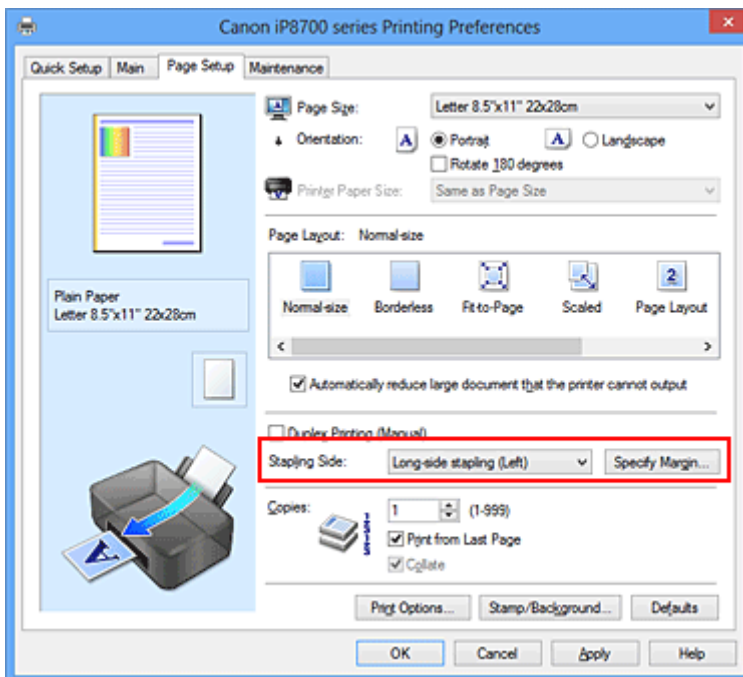 Canon iP8700 series Printing Preferences
Quick Setup Main Page Setup Maintenance
Page Size: Letter 8.5"x11" 22x28cm
Orientation: A Portrait A Landscape
Rotate 180 degrees
Printer Paper Size: Same as Page Size
Page Layout: Normal-size
2
Normal-size Borderless Fit-to-Page Scaled Page Layout
Plain Paper
Letter 8.5"x11" 22x28cm
Automatically reduce large document that the printer cannot output
Duplex Printing (Manual)
Stapling Side: Long-side stapling (Left) Specify Margin...
Copies: 1 (1-999)
Print from Last Page
Collate
A
Print Options... Stamp/Background... Defaults
OK Cancel Apply Help